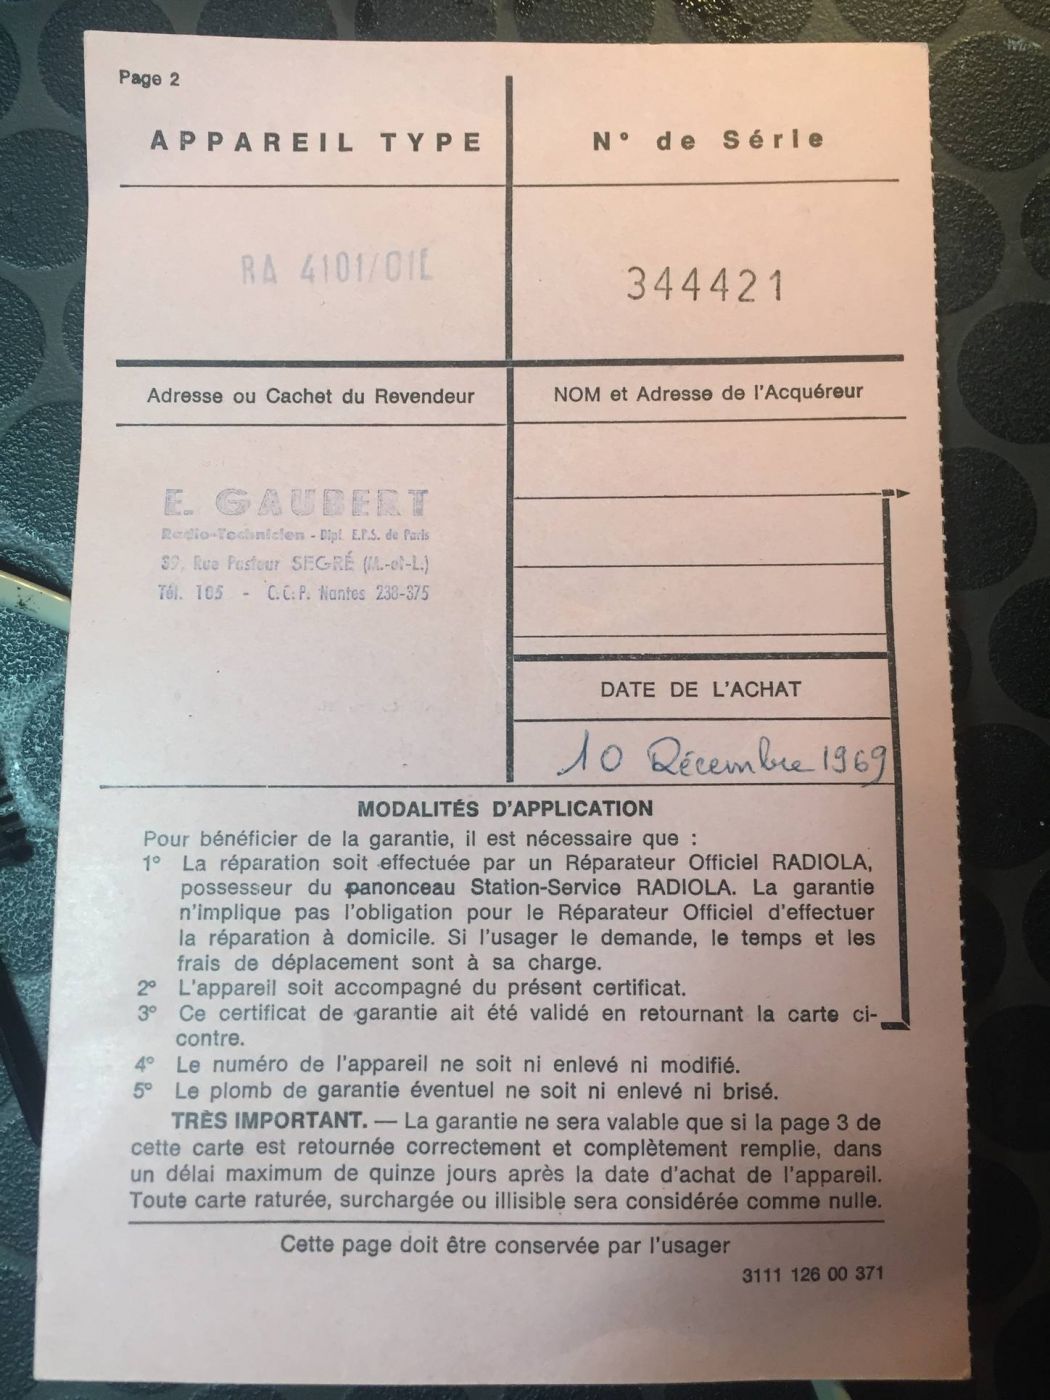 Page 2
APPAREIL TYPE
N° de Série
RA 4101/01L
344421
Adresse ou Cachet du Revendeur
NOM et Adresse de l'Acquéreur
E. GAUBERT
Radio-Technicien - Dipl. E.P.S. de Paris
39, Rue Pasteur SEGRÉ (M.-et-L.)
Tél. 105 - C.C.P. Nantes 238-375
DATE DE L'ACHAT
10 Décembre 1969
MODALITÉS D'APPLICATION
Pour bénéficier de la garantie, il est nécessaire que :
1° La réparation soit effectuée par un Réparateur Officiel RADIOLA,
possesseur du panonceau Station-Service RADIOLA. La garantie
n'implique pas l'obligation pour le Réparateur Officiel d'effectuer
la réparation à domicile. Si l'usager le demande, le temps et les
frais de déplacement sont à sa charge.
2° L'appareil soit accompagné du présent certificat.
3° Ce certificat de garantie ait été validé en retournant la carte ci-
contre.
4° Le numéro de l'appareil ne soit ni enlevé ni modifié.
5° Le plomb de garantie éventuel ne soit ni enlevé ni brisé.
TRÈS IMPORTANT. — La garantie ne sera valable que si la page 3 de
cette carte est retournée correctement et complètement remplie, dans
un délai maximum de quinze jours après la date d'achat de l'appareil.
Toute carte raturée, surchargée ou illisible sera considérée comme nulle.
Cette page doit être conservée par l'usager
3111 126 00 371